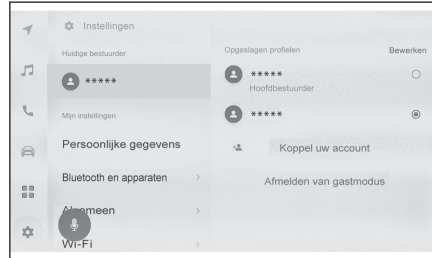 Instellingen
Huidige bestuurder
*****
Mijn instellingen
Persoonlijke gegevens
Bluetooth en apparaten
Wi-Fi
Opgeslagen profielen
Bewerken
*****
Hoofdbestuurder
*****
Koppel uw account
Afmelden van gastmodus